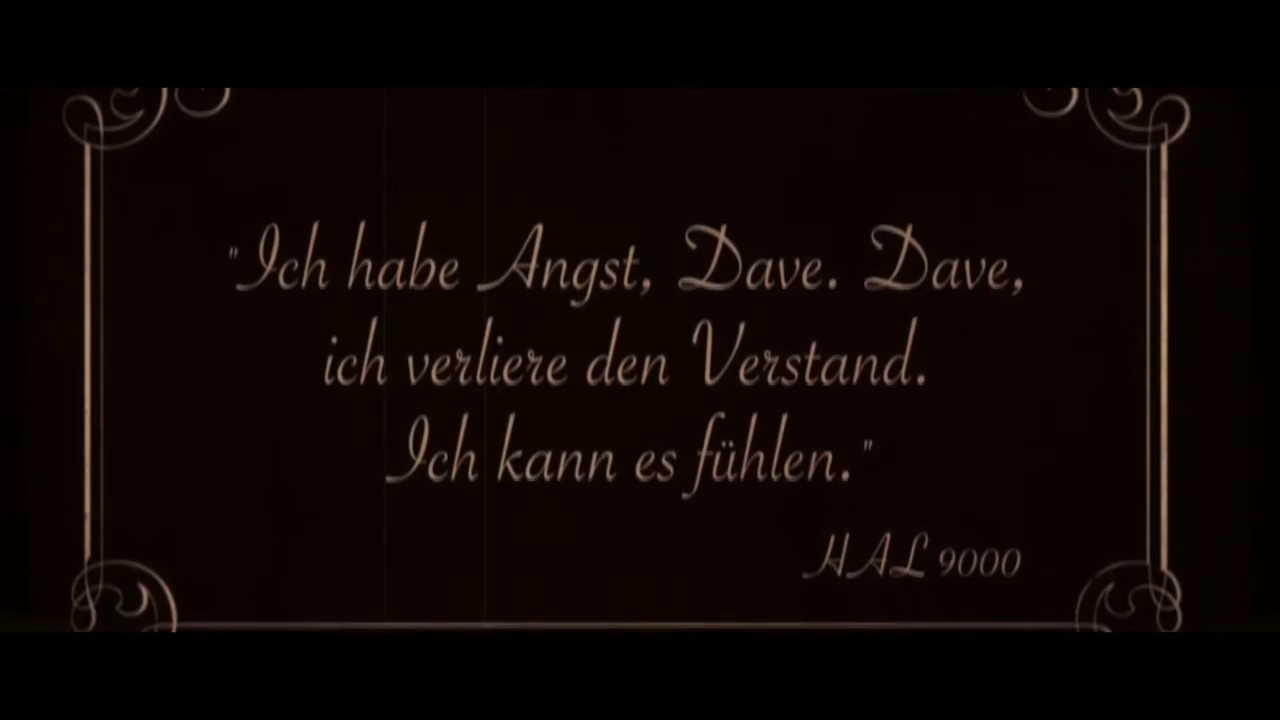 "Ich habe Angst, Dave. Dave,
ich verliere den Verstand.
Ich kann es fühlen."
HAL 9000